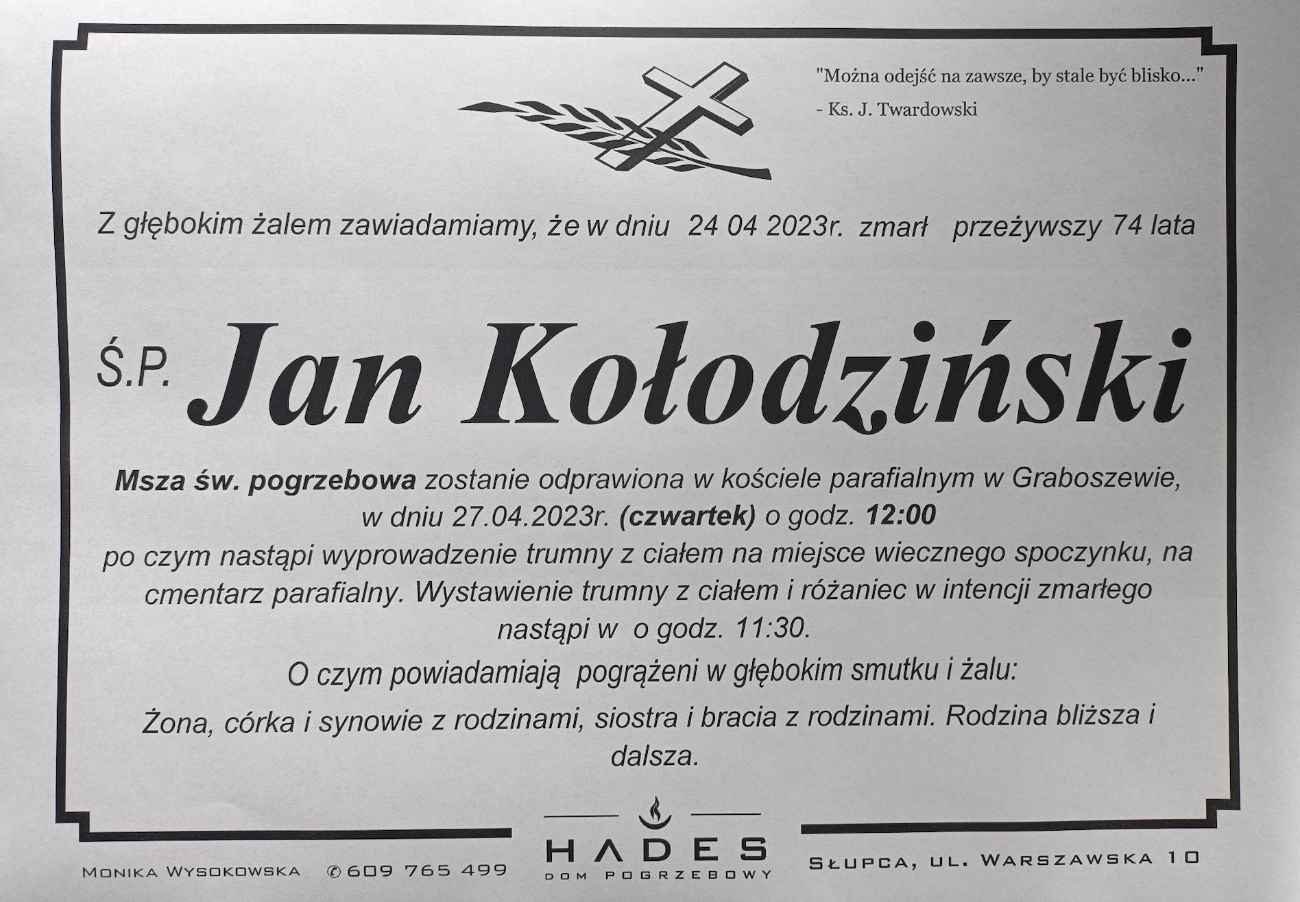 "Można odejść na zawsze, by stale być blisko..."
- Ks. J. Twardowski
Z głębokim żalem zawiadamiamy, że w dniu 24 04 2023r. zmarł przeżywszy 74 lata
Ś.P. Jan Kołodziński
Msza św. pogrzebowa zostanie odprawiona w kościele parafialnym w Graboszewie,
w dniu 27.04.2023r. (czwartek) o godz. 12:00
po czym nastąpi wyprowadzenie trumny z ciałem na miejsce wiecznego spoczynku, na
cmentarz parafialny. Wystawienie trumny z ciałem i różaniec w intencji zmarłego
nastąpi w o godz. 11:30.
O czym powiadamiają pogrążeni w głębokim smutku i żalu:
Żona, córka i synowie z rodzinami, siostra i bracia z rodzinami. Rodzina bliższa i
dalsza.
HADES
DOM POGRZEBOWY
Monika Wysokowska ✆609 765 499
Słupca, ul. Warszawska 10